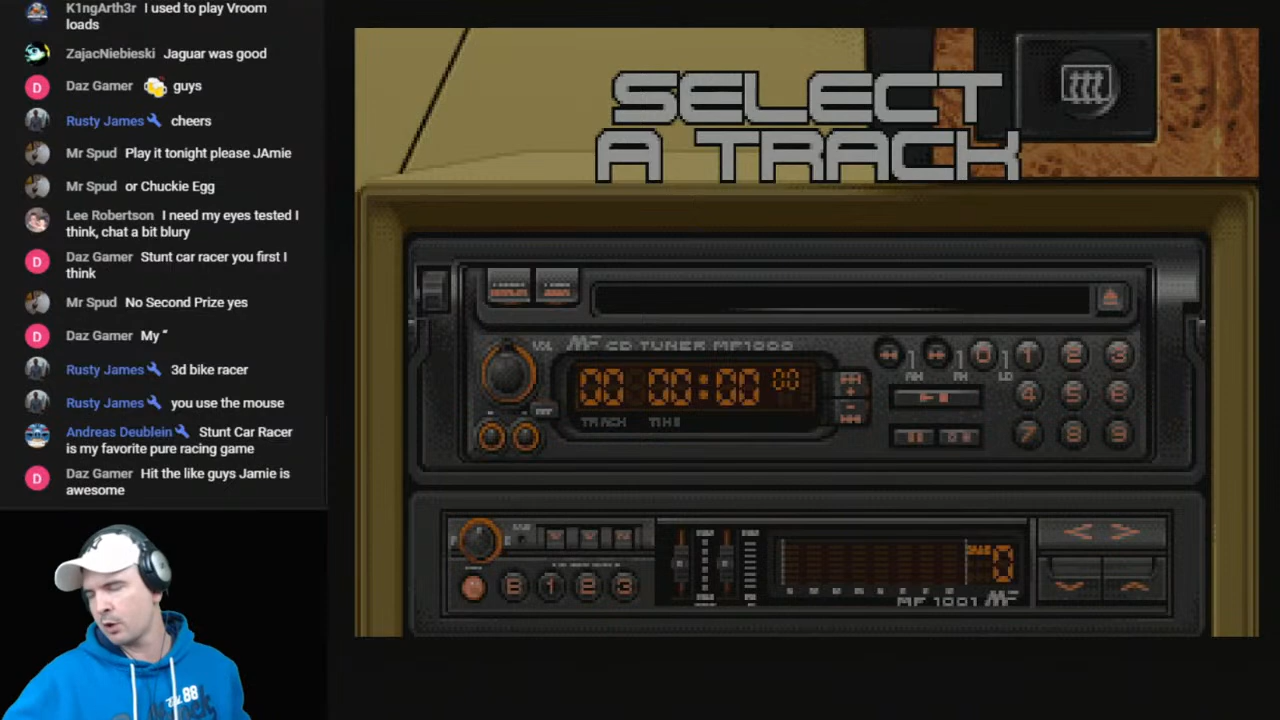 K1ngArth3r I used to play Vroom
loads
ZajacNiebieski Jaguar was good
Daz Gamer guys
Rusty James cheers
Mr Spud Play it tonight please JAmie
Mr Spud or Chuckie Egg
Lee Robertson I need my eyes tested I
think, chat a bit blury
Daz Gamer Stunt car racer you first I
think
Mr Spud No Second Prize yes
Daz Gamer My "
Rusty James 3d bike racer
Rusty James you use the mouse
Andreas Deublein Stunt Car Racer
is my favorite pure racing game
Daz Gamer Hit the like guys Jamie is
awesome
D
D
D
D
SELECT
A TRACK
VOL MF CD TUNER MF1000
00 00:00 00
TRACK TIME
0 1 2 3
4 5 6
7 8 9
B 1 2 3
0
MF 1001 MF
88